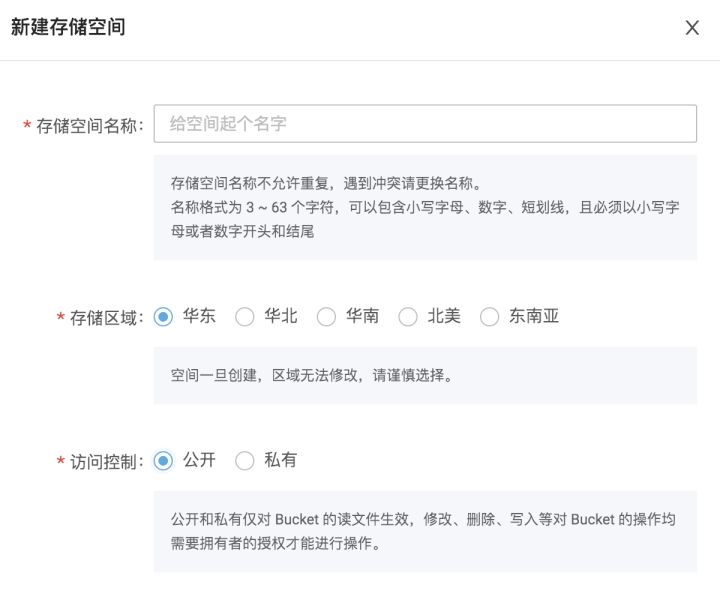 新建存储空间
* 存储空间名称: 给空间起个名字
存储空间名称不允许重复，遇到冲突请更换名称。
名称格式为 3 ~ 63 个字符，可以包含小写字母、数字、短划线，且必须以小写字
母或者数字开头和结尾
* 存储区域: 华东 华北 华南 北美 东南亚
空间一旦创建，区域无法修改，请谨慎选择。
* 访问控制: 公开 私有
公开和私有仅对 Bucket 的读文件生效，修改、删除、写入等对 Bucket 的操作均
需要拥有者的授权才能进行操作。